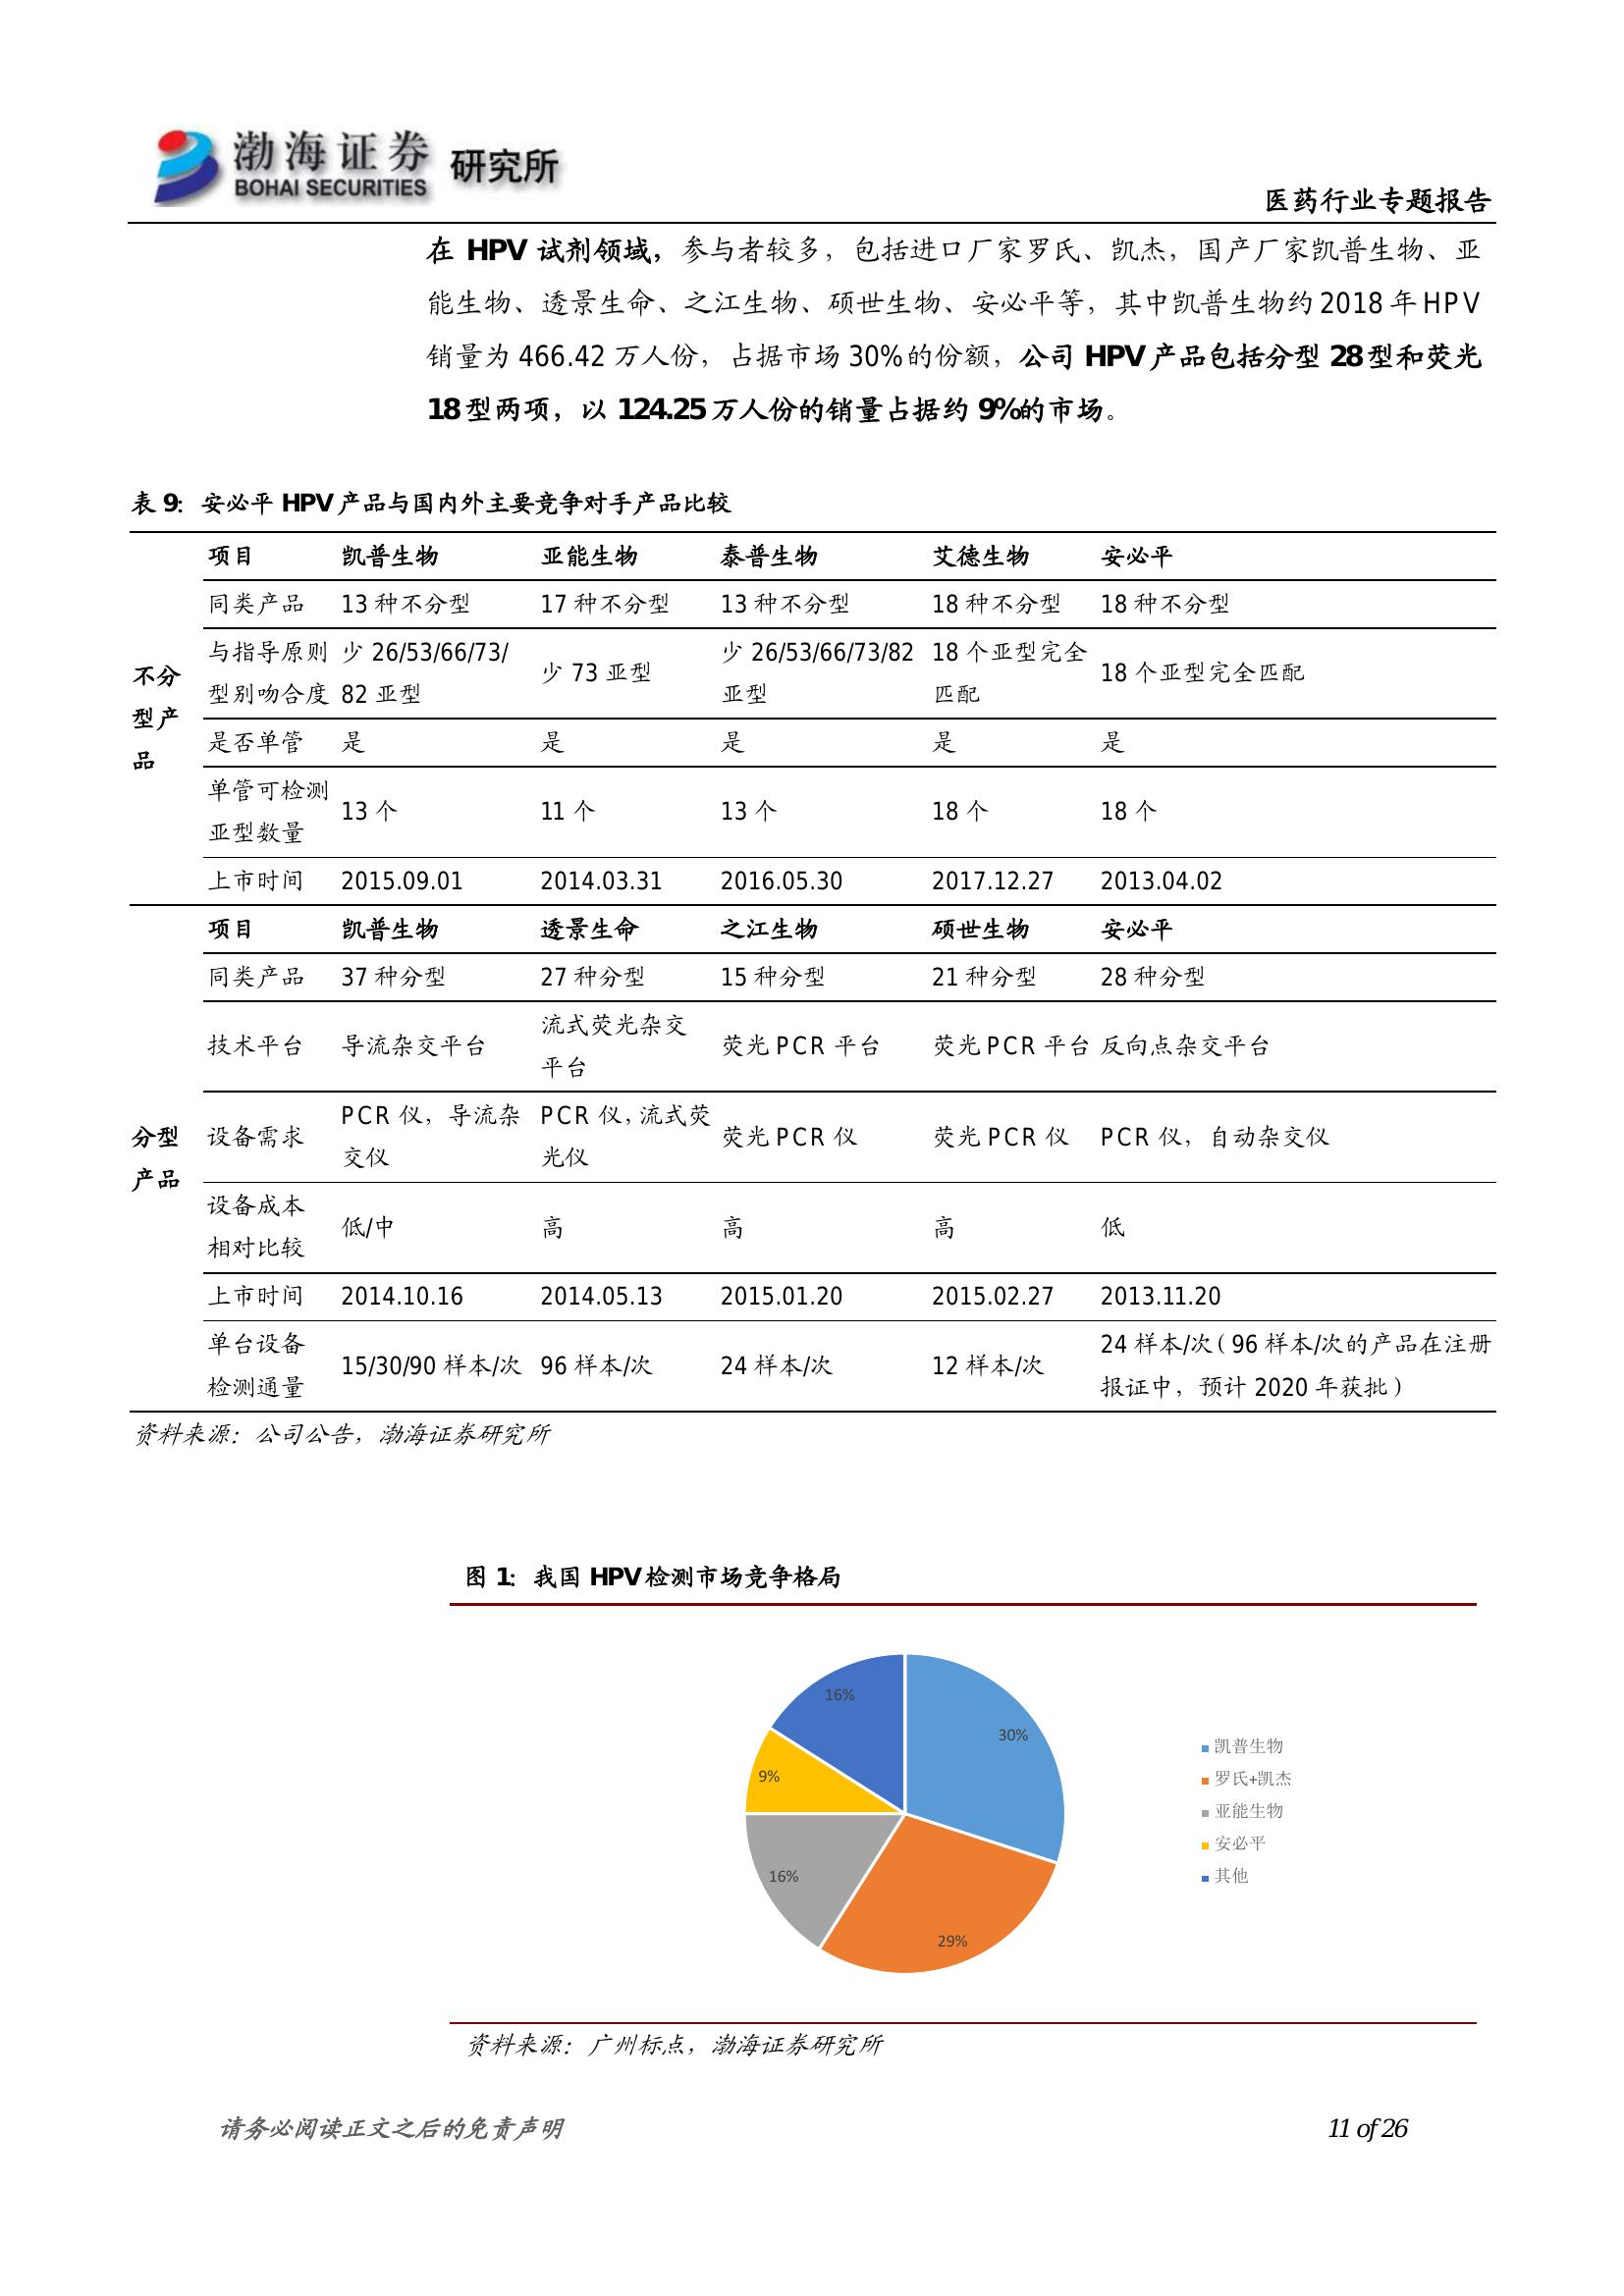 渤海证券 研究所
BOHAI SECURITIES
医药行业专题报告
在 HPV 试剂领域，参与者较多，包括进口厂家罗氏、凯杰，国产厂家凯普生物、亚
能生物、透景生命、之江生物、硕世生物、安必平等，其中凯普生物约 2018 年 HPV
销量为 466.42 万人份，占据市场 30%的份额，公司 HPV 产品包括分型 28 型和荧光
18 型两项，以 124.25 万人份的销量占据约 9%的市场。
表 9: 安必平 HPV 产品与国内外主要竞争对手产品比较
不分
型产
品
项目 凯普生物 亚能生物 泰普生物 艾德生物 安必平
同类产品 13 种不分型 17 种不分型 13 种不分型 18 种不分型 18 种不分型
与指导原则 少 26/53/66/73/ 少 73 亚型 少 26/53/66/73/82 18 个亚型完全 18 个亚型完全匹配
型别吻合度 82 亚型 亚型 匹配
是否单管 是 是 是 是 是
单管可检测 13 个 11 个 13 个 18 个 18 个
亚型数量
上市时间 2015.09.01 2014.03.31 2016.05.30 2017.12.27 2013.04.02
分型
产品
项目 凯普生物 透景生命 之江生物 硕世生物 安必平
同类产品 37 种分型 27 种分型 15 种分型 21 种分型 28 种分型
技术平台 导流杂交平台 流式荧光杂交 荧光 PCR 平台 荧光 PCR 平台 反向点杂交平台
平台
设备需求 PCR 仪，导流杂 PCR 仪，流式荧 荧光 PCR 仪 荧光 PCR 仪 PCR 仪，自动杂交仪
交仪 光仪
设备成本 低/中 高 高 高 低
相对比较
上市时间 2014.10.16 2014.05.13 2015.01.20 2015.02.27 2013.11.20
单台设备 15/30/90 样本/次 96 样本/次 24 样本/次 12 样本/次 24 样本/次（96 样本/次的产品在注册
检测通量 报证中，预计 2020 年获批）
资料来源：公司公告，渤海证券研究所
图 1: 我国 HPV 检测市场竞争格局
16%
30%
9%
16%
29%
凯普生物
罗氏+凯杰
亚能生物
安必平
其他
资料来源：广州标点，渤海证券研究所
请务必阅读正文之后的免责声明 11 of 26